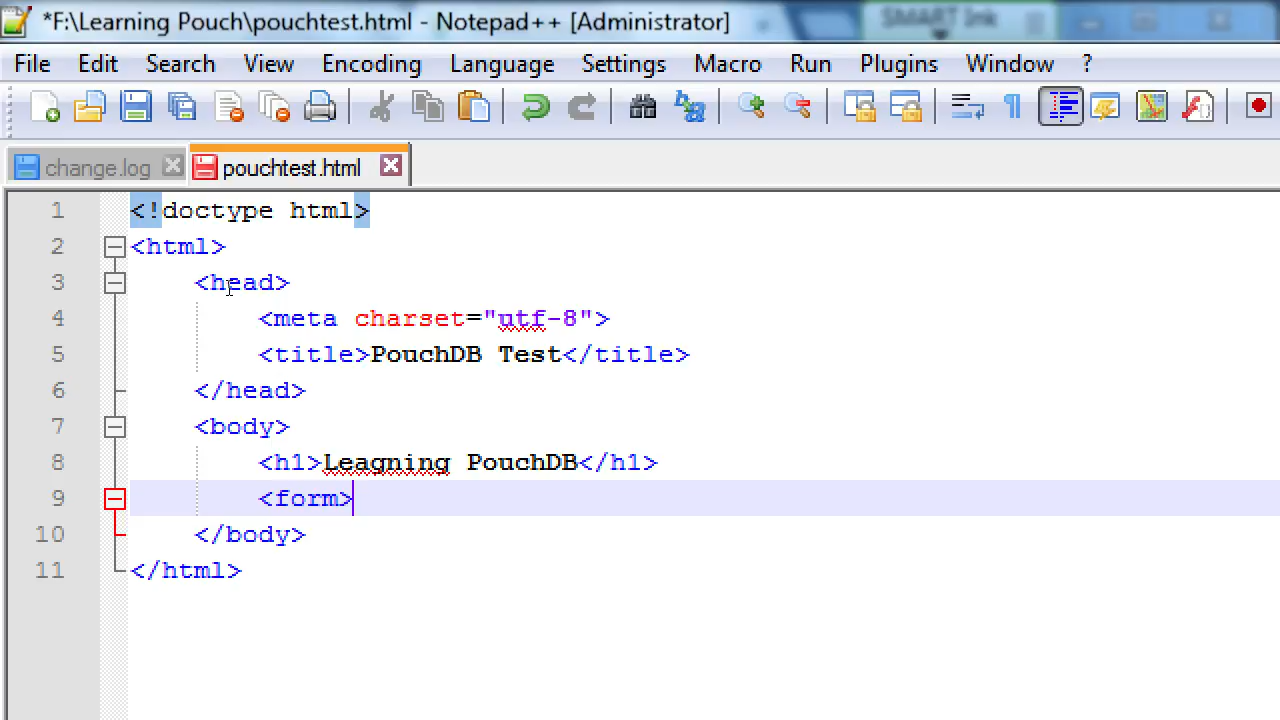 *F:\Learning Pouch\pouchtest.html - Notepad++ [Administrator]
SMART Ink
File Edit Search View Encoding Language Settings Macro Run Plugins Window ?
change.log pouchtest.html
1 <!doctype html>
2 <html>
3 <head>
4 <meta charset="utf-8">
5 <title>PouchDB Test</title>
6 </head>
7 <body>
8 <h1>Leagning PouchDB</h1>
9 <form>
10 </body>
11 </html>